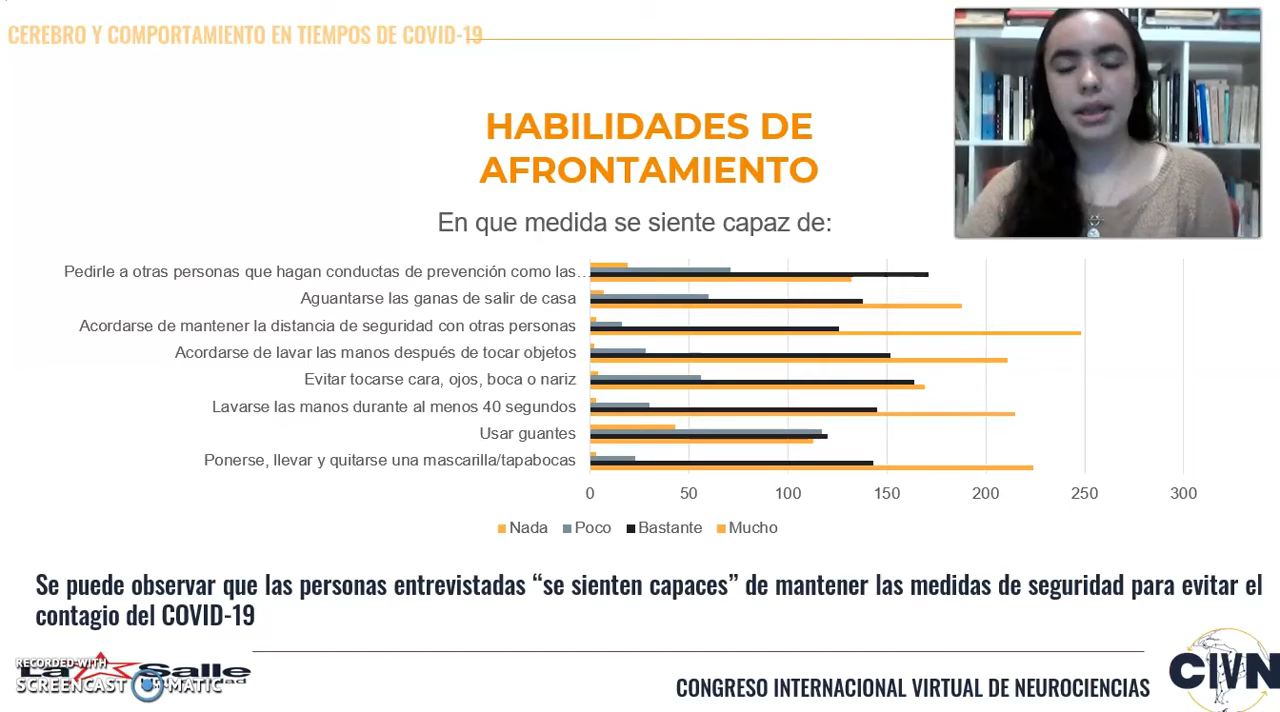 CEREBRO Y COMPORTAMIENTO EN TIEMPOS DE COVID-19
HABILIDADES DE
AFRONTAMIENTO
En que medida se siente capaz de:
Pedirle a otras personas que hagan conductas de prevención como las…
Aguantarse las ganas de salir de casa
Acordarse de mantener la distancia de seguridad con otras personas
Acordarse de lavar las manos después de tocar objetos
Evitar tocarse cara, ojos, boca o nariz
Lavarse las manos durante al menos 40 segundos
Usar guantes
Ponerse, llevar y quitarse una mascarilla/tapabocas
0 50 100 150 200 250 300
Nada Poco Bastante Mucho
Se puede observar que las personas entrevistadas “se sienten capaces” de mantener las medidas de seguridad para evitar el
contagio del COVID-19
La Salle
RECORDED WITH
SCREENCAST MATIC
CONGRESO INTERNACIONAL VIRTUAL DE NEUROCIENCIAS
CIVN